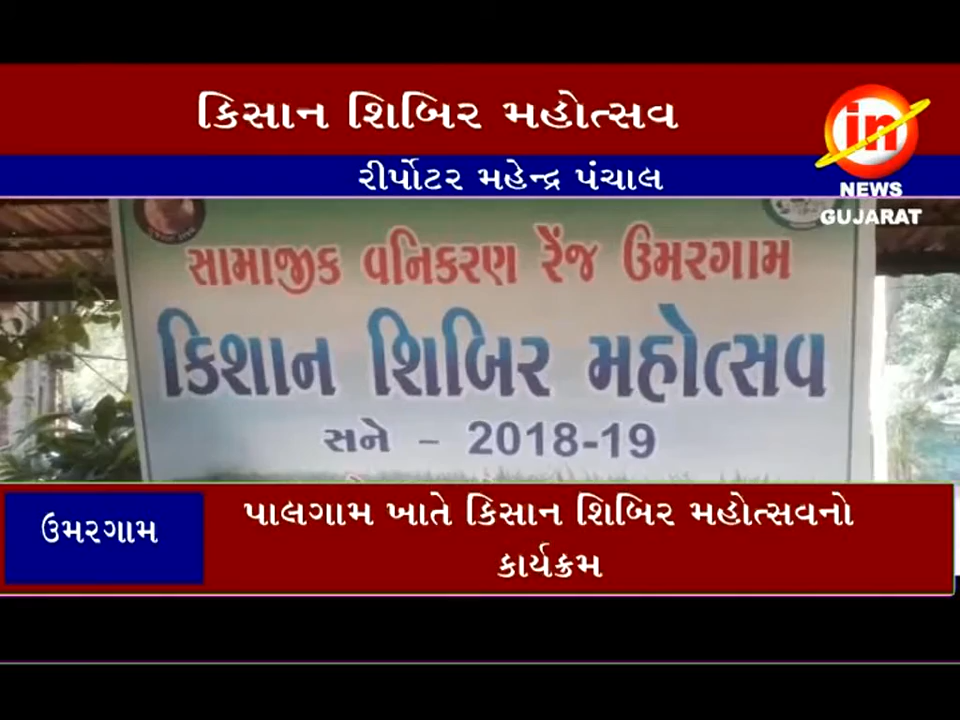 કિસાન શિબિર મહોત્સવ
રીર્પોટર મહેન્દ્ર પંચાલ
in
NEWS
GUJARAT
સામાજીક વનિકરણ રેંજ ઉમરગામ
કિશાન શિબિર મહોત્સવ
સને - 2018-19
ઉમરગામ
પાલગામ ખાતે કિસાન શિબિર મહોત્સવનો
કાર્યક્રમ